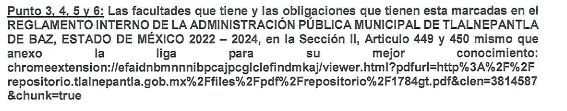 Punto 3, 4, 5 y 6: Las facultades que tiene y las obligaciones que tienen esta marcadas en el
REGLAMENTO INTERNO DE LA ADMINISTRACIÓN PÚBLICA MUNICIPAL DE TLALNEPANTLA
DE BAZ, ESTADO DE MÉXICO 2022 – 2024, en la Sección II, Articulo 449 y 450 mismo que
anexo la liga para su mejor conocimiento:
chromeextension://efaidnbmnnnibpcajpcglclefindmkaj/viewer.html?pdfurl=http%3A%2F%2F
repositorio.tlalnepantla.gob.mx%2Ffiles%2Fpdf%2Frepositorio%2F1784gt.pdf&clen=3814587
&chunk=true